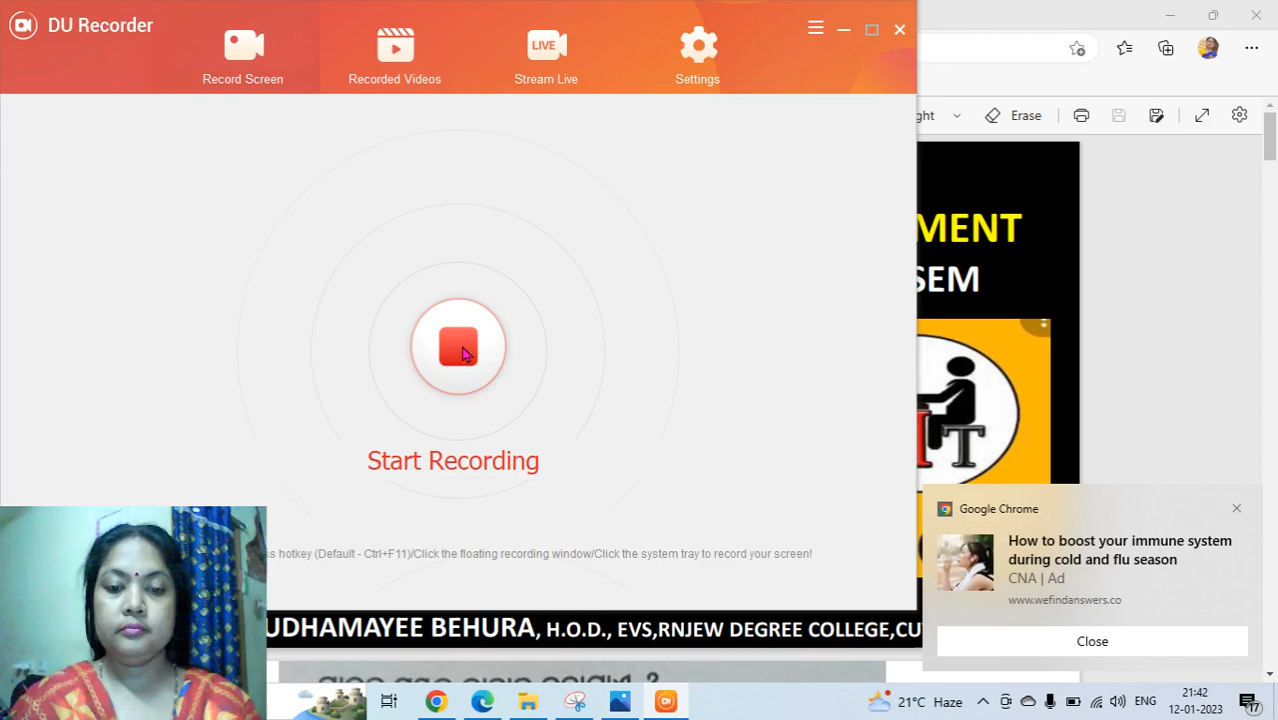 DU Recorder
Record Screen
Recorded Videos
LIVE
Stream Live
Settings
ght
Erase
MENT
SEM
IT
Start Recording
ss hotkey (Default - Ctrl+F11)/Click the floating recording window/Click the system tray to record your screen!
Google Chrome
How to boost your immune system
during cold and flu season
CNA | Ad
www.wefindanswers.co
Close
UDHAMAYEE BEHURA, H.O.D., EVS,RNJEW DEGREE COLLEGE,CU
21°C Haze
ENG
21:42
12-01-2023
17